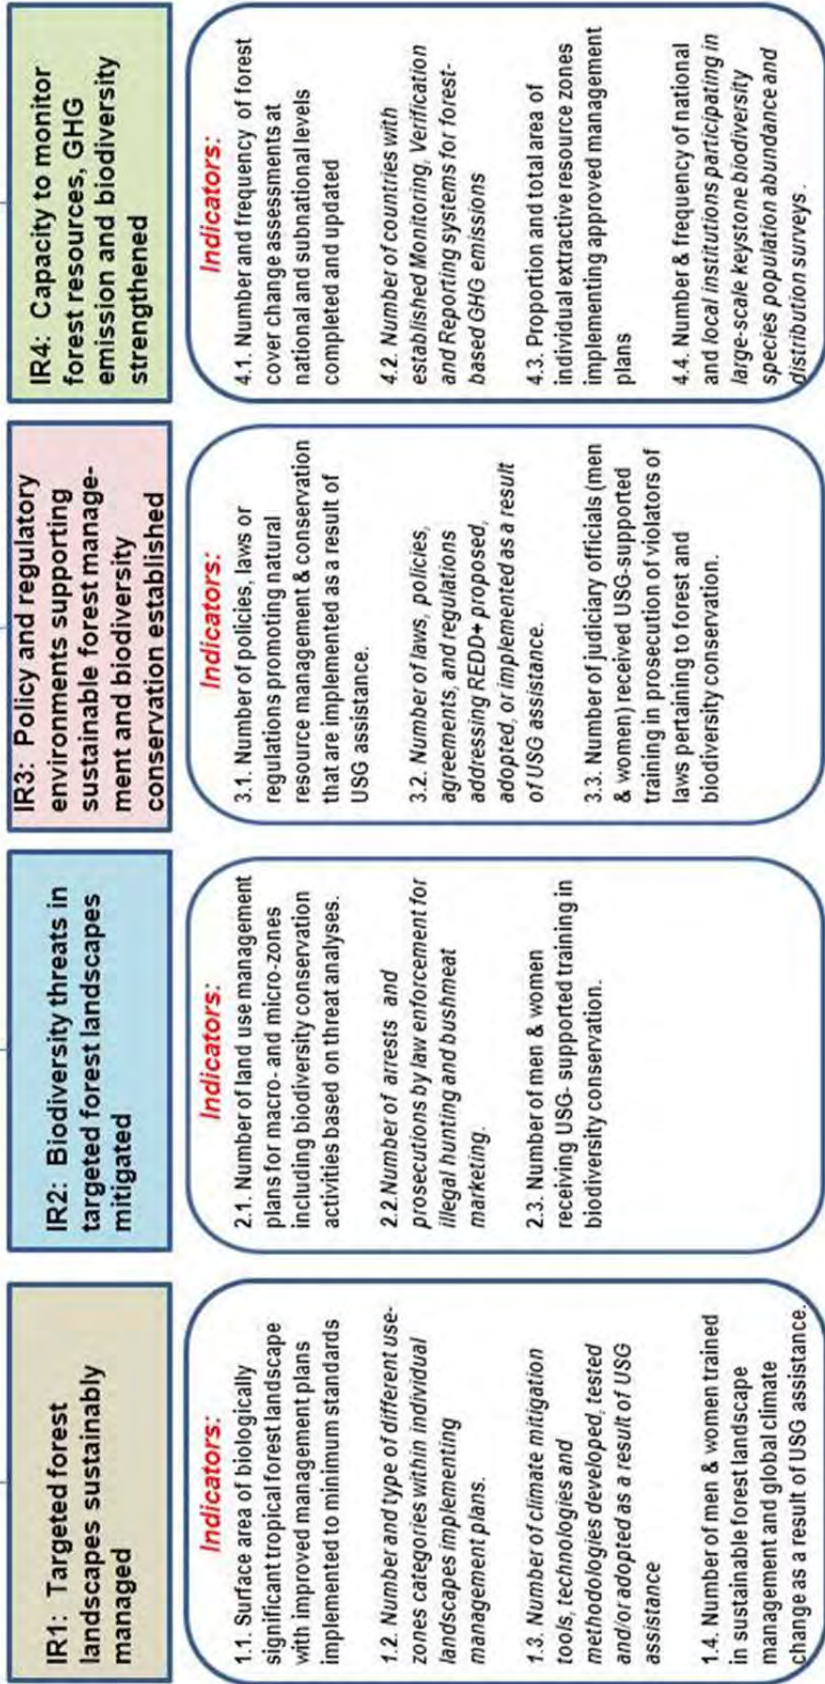 IR1: Targeted forest
landscapes sustainably
managed
Indicators:
1.1. Surface area of biologically
significant tropical forest landscape
with improved management plans
implemented to minimum standards
1.2. Number and type of different use-
zones categories within individual
landscapes implementing
management plans.
1.3. Number of climate mitigation
tools, technologies and
methodologies developed, tested
and/or adopted as a result of USG
assistance
1.4. Number of men & women trained
in sustainable forest landscape
management and global climate
change as a result of USG assistance.
IR2: Biodiversity threats in
targeted forest landscapes
mitigated
Indicators:
2.1. Number of land use management
plans for macro- and micro-zones
including biodiversity conservation
activities based on threat analyses.
2.2.Number of arrests and
prosecutions by law enforcement for
illegal hunting and bushmeat
marketing.
2.3. Number of men & women
receiving USG- supported training in
biodiversity conservation.
IR3: Policy and regulatory
environments supporting
sustainable forest manage-
ment and biodiversity
conservation established
Indicators:
3.1. Number of policies, laws or
regulations promoting natural
resource management & conservation
that are implemented as a result of
USG assistance.
3.2. Number of laws, policies,
agreements, and regulations
addressing REDD+ proposed,
adopted, or implemented as a result
of USG assistance.
3.3. Number of judiciary officials (men
& women) received USG-supported
training in prosecution of violators of
laws pertaining to forest and
biodiversity conservation.
IR4: Capacity to monitor
forest resources, GHG
emission and biodiversity
strengthened
Indicators:
4.1. Number and frequency of forest
cover change assessments at
national and subnational levels
completed and updated
4.2. Number of countries with
established Monitoring, Verification
and Reporting systems for forest-
based GHG emissions
4.3. Proportion and total area of
individual extractive resource zones
implementing approved management
plans
4.4. Number & frequency of national
and local institutions participating in
large-scale keystone biodiversity
species population abundance and
distribution surveys.